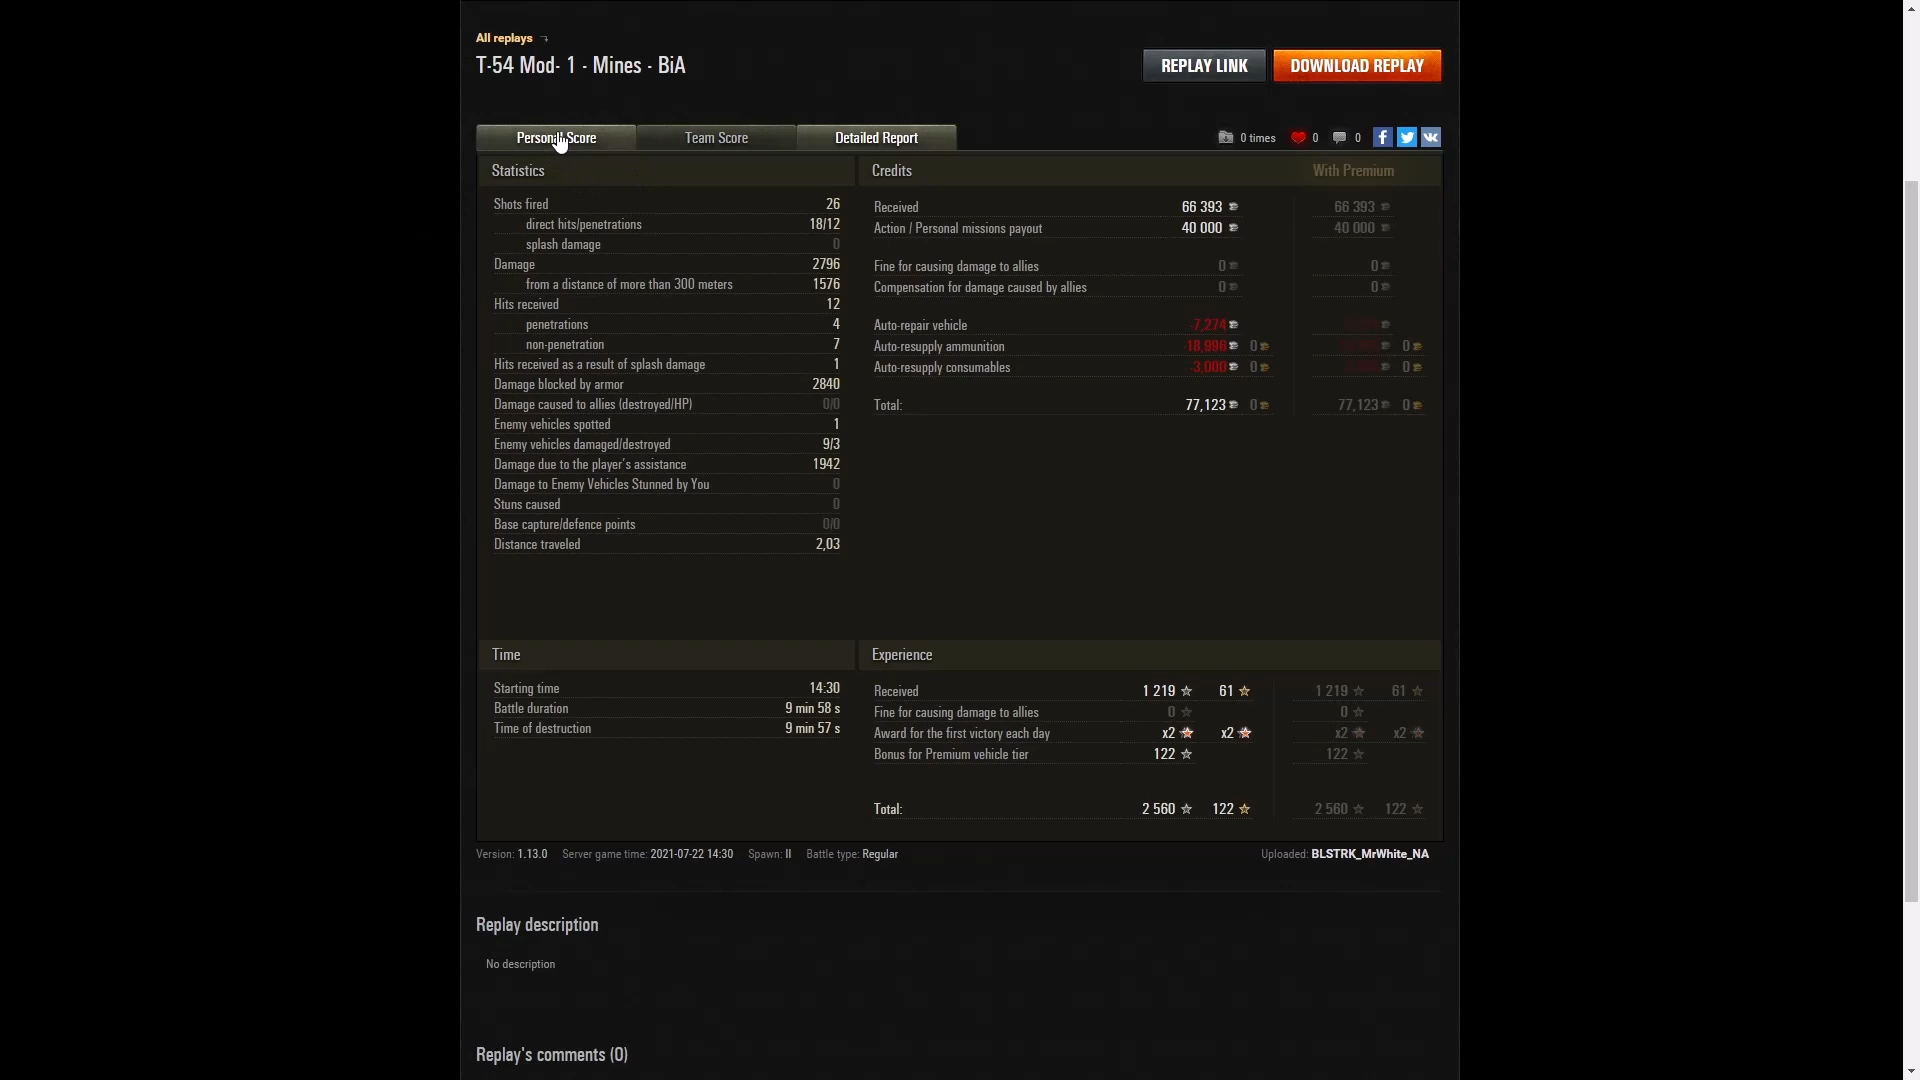 All replays
T-54 Mod- 1 - Mines - BiA
REPLAY LINK
DOWNLOAD REPLAY
Personal Score
Team Score
Detailed Report
0 times
0
0
Statistics
Shots fired 26
direct hits/penetrations 18/12
splash damage 0
Damage 2796
from a distance of more than 300 meters 1576
Hits received 12
penetrations 4
non-penetration 7
Hits received as a result of splash damage 1
Damage blocked by armor 2840
Damage caused to allies (destroyed/HP) 0/0
Enemy vehicles spotted 1
Enemy vehicles damaged/destroyed 9/3
Damage due to the player's assistance 1942
Damage to Enemy Vehicles Stunned by You 0
Stuns caused 0
Base capture/defence points 0/0
Distance traveled 2,03
Credits With Premium
Received 66 393 66 393
Action / Personal missions payout 40 000 40 000
Fine for causing damage to allies 0 0
Compensation for damage caused by allies 0 0
Auto-repair vehicle -7,274
Auto-resupply ammunition -18,996 0 0
Auto-resupply consumables -3,000 0 0
Total: 77,123 0 77,123 0
Time
Starting time 14:30
Battle duration 9 min 58 s
Time of destruction 9 min 57 s
Experience
Received 1 219 61 1 219 61
Fine for causing damage to allies 0 0
Award for the first victory each day x2 x2 x2 x2
Bonus for Premium vehicle tier 122 122
Total: 2 560 122 2 560 122
Version: 1.13.0 Server game time: 2021-07-22 14:30 Spawn: II Battle type: Regular
Uploaded: BLSTRK_MrWhite_NA
Replay description
No description
Replay's comments (0)